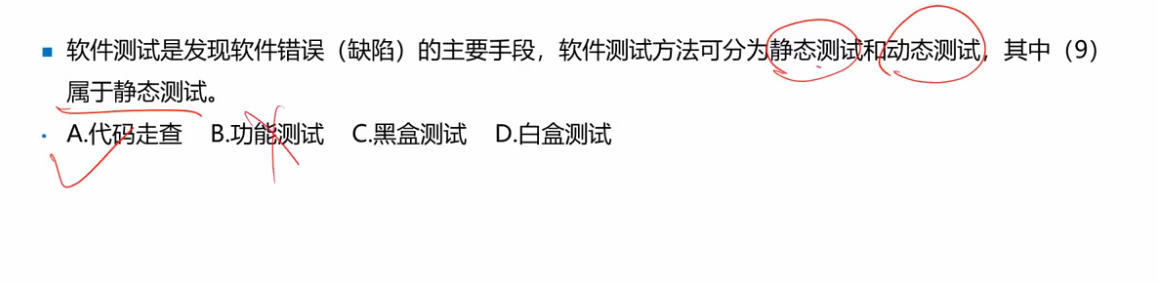 ■ 软件测试是发现软件错误（缺陷）的主要手段，软件测试方法可分为静态测试和动态测试，其中（9）
属于静态测试。
· A.代码走查 B.功能测试 C.黑盒测试 D.白盒测试